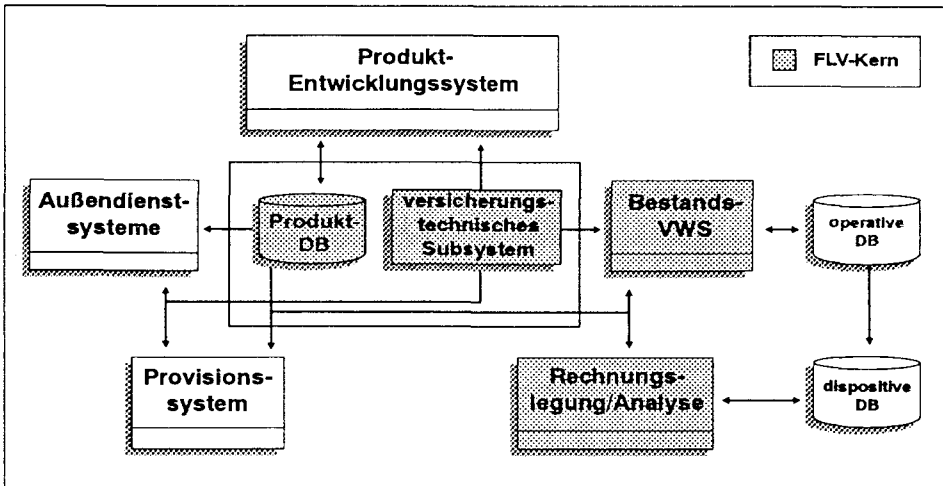 Produkt-
Entwicklungssystem
FLV-Kern
Außendienst-
systeme
Produkt-
DB
versicherungs-
technisches
Subsystem
Bestands-
VWS
operative
DB
Provisions-
system
Rechnungs-
legung/Analyse
dispositive
DB